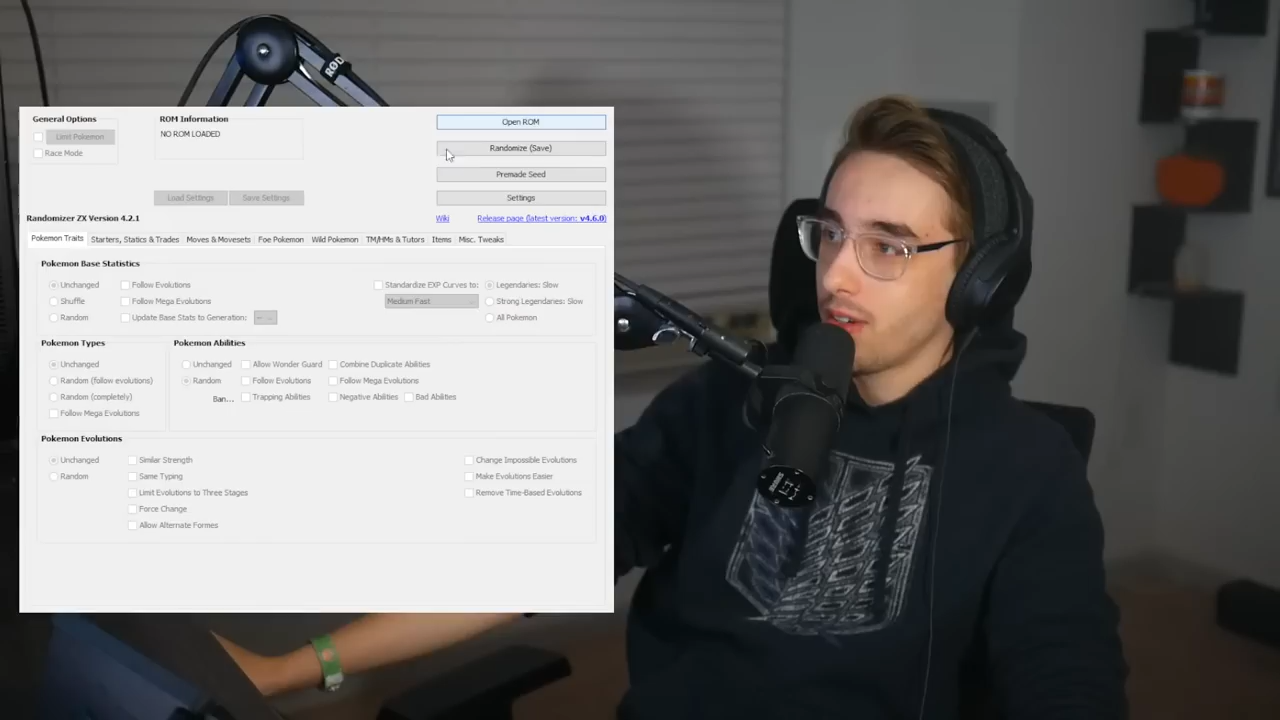 RØDE
General Options
Limit Pokemon
Race Mode
ROM Information
NO ROM LOADED
Load Settings
Save Settings
Open ROM
Randomize (Save)
Premade Seed
Settings
Randomizer ZX Version 4.2.1
Wiki
Release page (latest version: v4.6.0)
Pokemon Traits
Starters, Statics & Trades
Moves & Movesets
Foe Pokemon
Wild Pokemon
TM/HMs & Tutors
Items
Misc. Tweaks
Pokemon Base Statistics
Unchanged
Shuffle
Random
Follow Evolutions
Follow Mega Evolutions
Update Base Stats to Generation:
Standardize EXP Curves to:
Medium Fast
Legendaries: Slow
Strong Legendaries: Slow
All Pokemon
Pokemon Types
Unchanged
Random (follow evolutions)
Random (completely)
Follow Mega Evolutions
Pokemon Abilities
Unchanged
Allow Wonder Guard
Combine Duplicate Abilities
Random
Follow Evolutions
Follow Mega Evolutions
Ban...
Trapping Abilities
Negative Abilities
Bad Abilities
Pokemon Evolutions
Unchanged
Random
Similar Strength
Same Typing
Limit Evolutions to Three Stages
Force Change
Allow Alternate Formes
Change Impossible Evolutions
Make Evolutions Easier
Remove Time-Based Evolutions